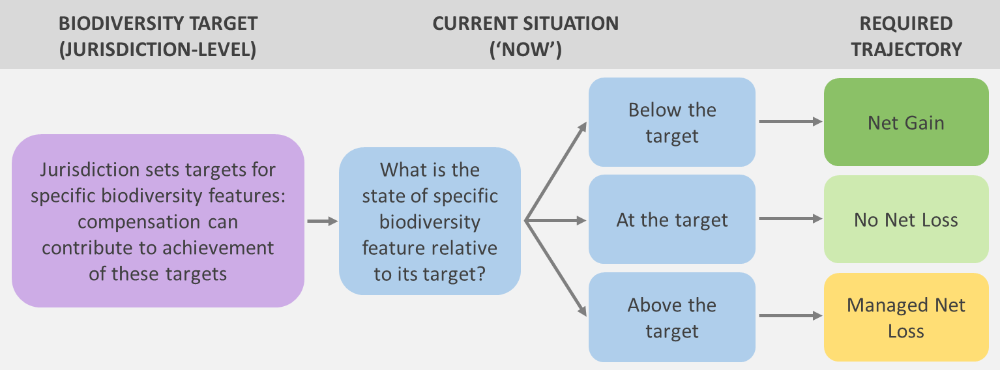 BIODIVERSITY TARGET
(JURISDICTION-LEVEL)
CURRENT SITUATION
(‘NOW’)
REQUIRED
TRAJECTORY
Jurisdiction sets targets for
specific biodiversity features:
compensation can
contribute to achievement
of these targets
What is the
state of specific
biodiversity
feature relative
to its target?
Below the
target
Net Gain
At the target
No Net Loss
Above the
target
Managed Net
Loss